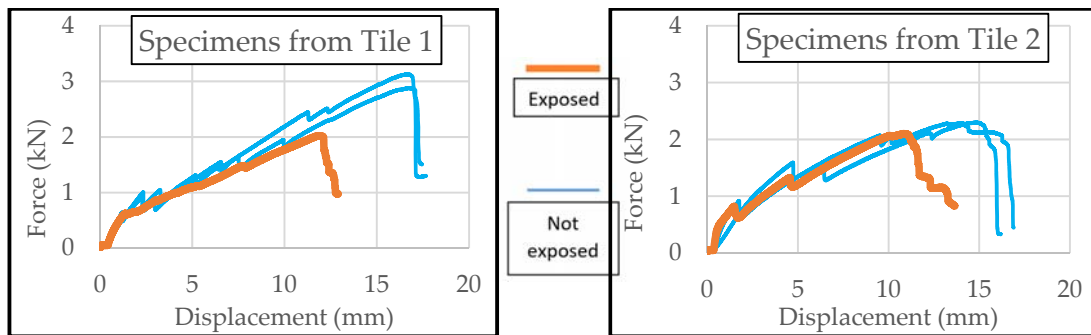 Specimens from Tile 1
Force (kN)
4
3
2
1
0
0 5 10 15 20
Displacement (mm)
Exposed
Not
exposed
Specimens from Tile 2
Force (kN)
4
3
2
1
0
0 5 10 15 20
Displacement (mm)